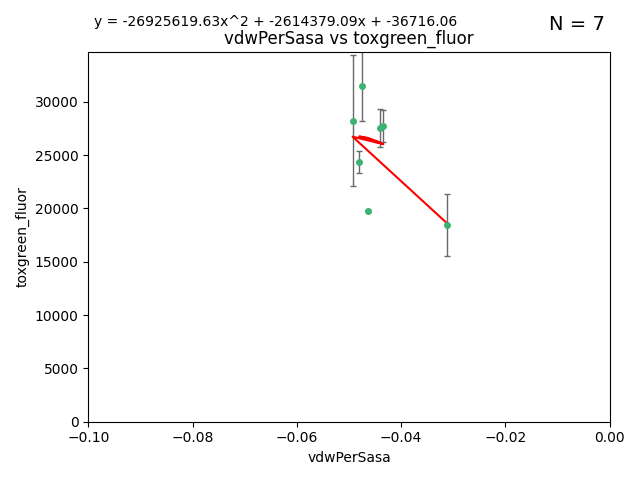 y = -26925619.63x^2 + -2614379.09x + -36716.06
N = 7
vdwPerSasa vs toxgreen_fluor
30000
25000
20000
15000
10000
5000
0
toxgreen_fluor
−0.10
−0.08
−0.06
−0.04
−0.02
0.00
vdwPerSasa